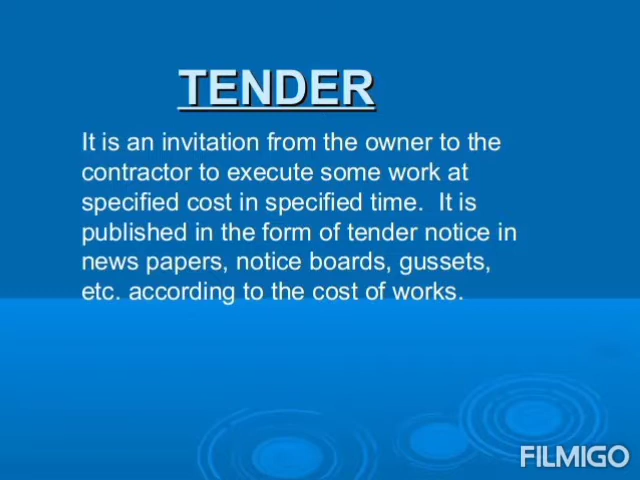 TENDER
It is an invitation from the owner to the
contractor to execute some work at
specified cost in specified time.  It is
published in the form of tender notice in
news papers, notice boards, gussets,
etc. according to the cost of works.
FILMIGO